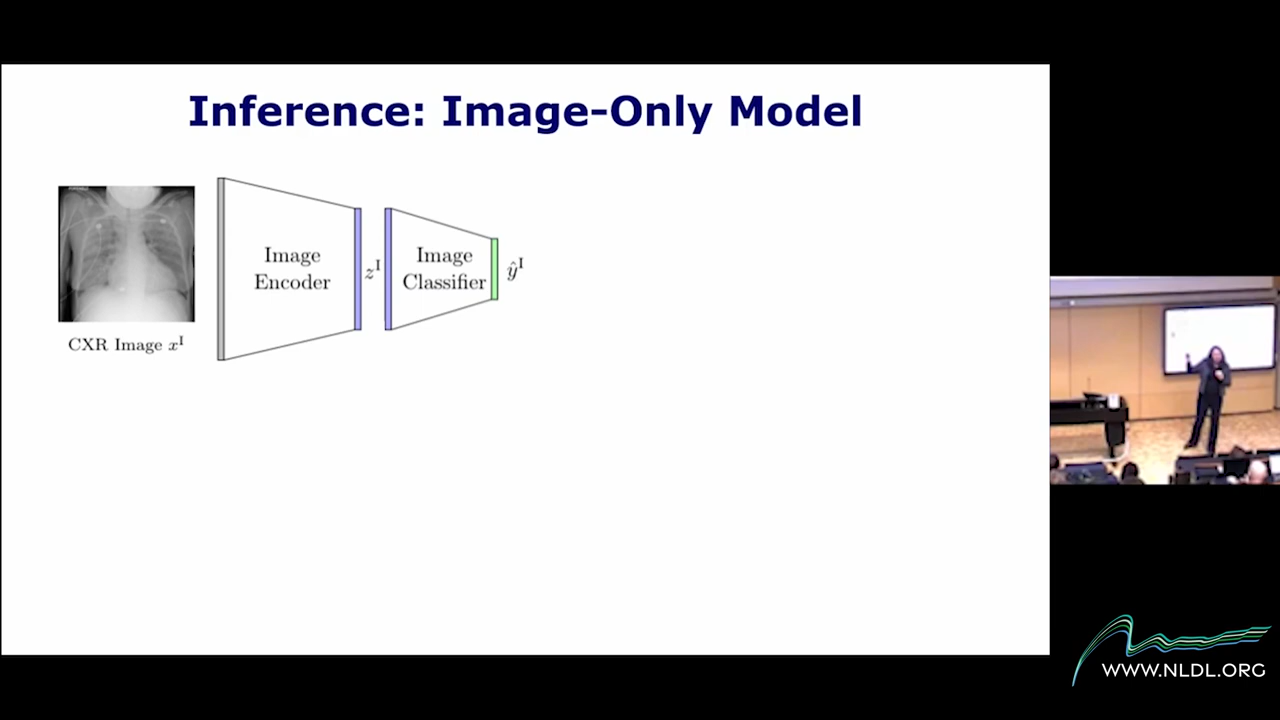 Inference: Image-Only Model
Image
Encoder
z^I
Image
Classifier
ŷ^I
CXR Image x^I
WWW.NLDL.ORG